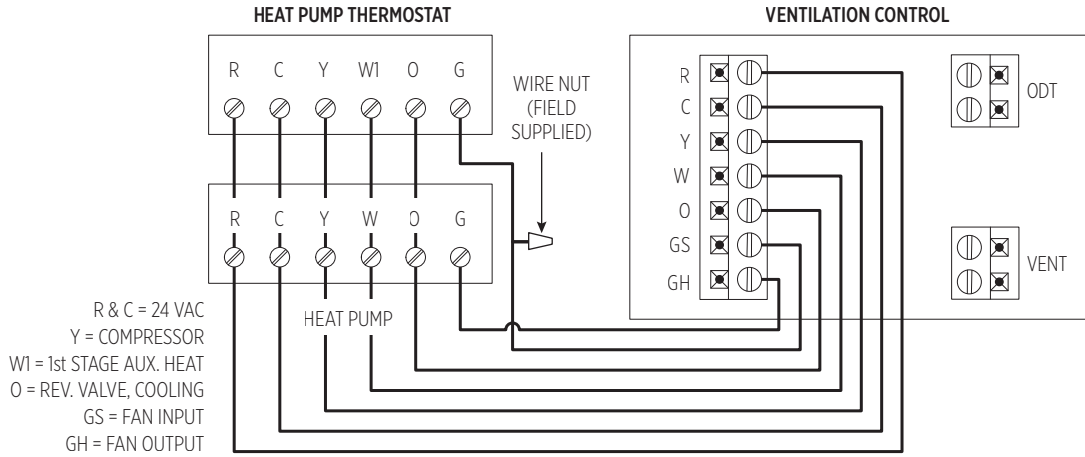 HEAT PUMP THERMOSTAT
R C Y W1 O G
WIRE NUT
(FIELD
SUPPLIED)
R C Y W O G
HEAT PUMP
R & C = 24 VAC
Y = COMPRESSOR
W1 = 1st STAGE AUX. HEAT
O = REV. VALVE, COOLING
GS = FAN INPUT
GH = FAN OUTPUT
VENTILATION CONTROL
R
C
Y
W
O
GS
GH
ODT
VENT